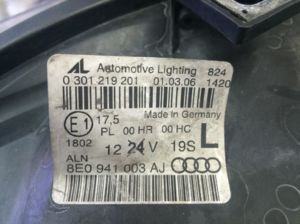 AL Automotive Lighting 824
0 301 219 201 01.03.06 1420
Made in Germany
E1 17,5
PL 00 HR 00 HC L
1802 12 24 V 19S
ALN
8E0 941 003 AJ